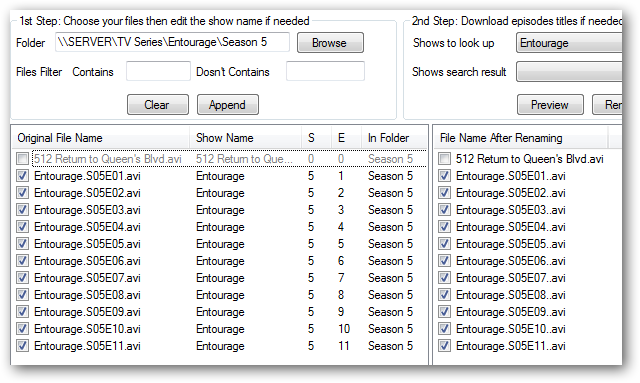 1st Step: Choose your files then edit the show name if needed
Folder \\SERVER\TV Series\Entourage\Season 5 Browse
Files Filter Contains Dosn't Contains
Clear Append
2nd Step: Download episodes titles if needed
Shows to look up Entourage
Shows search result
Preview Ren
Original File Name Show Name S E In Folder
512 Return to Queen's Blvd.avi 512 Return to Que... 0 0 Season 5
Entourage.S05E01.avi Entourage 5 1 Season 5
Entourage.S05E02.avi Entourage 5 2 Season 5
Entourage.S05E03.avi Entourage 5 3 Season 5
Entourage.S05E04.avi Entourage 5 4 Season 5
Entourage.S05E05.avi Entourage 5 5 Season 5
Entourage.S05E06.avi Entourage 5 6 Season 5
Entourage.S05E07.avi Entourage 5 7 Season 5
Entourage.S05E08.avi Entourage 5 8 Season 5
Entourage.S05E09.avi Entourage 5 9 Season 5
Entourage.S05E10.avi Entourage 5 10 Season 5
Entourage.S05E11.avi Entourage 5 11 Season 5
File Name After Renaming
512 Return to Queen's Blvd.avi
Entourage.S05E01..avi
Entourage.S05E02..avi
Entourage.S05E03..avi
Entourage.S05E04..avi
Entourage.S05E05..avi
Entourage.S05E06..avi
Entourage.S05E07..avi
Entourage.S05E08..avi
Entourage.S05E09..avi
Entourage.S05E10..avi
Entourage.S05E11..avi